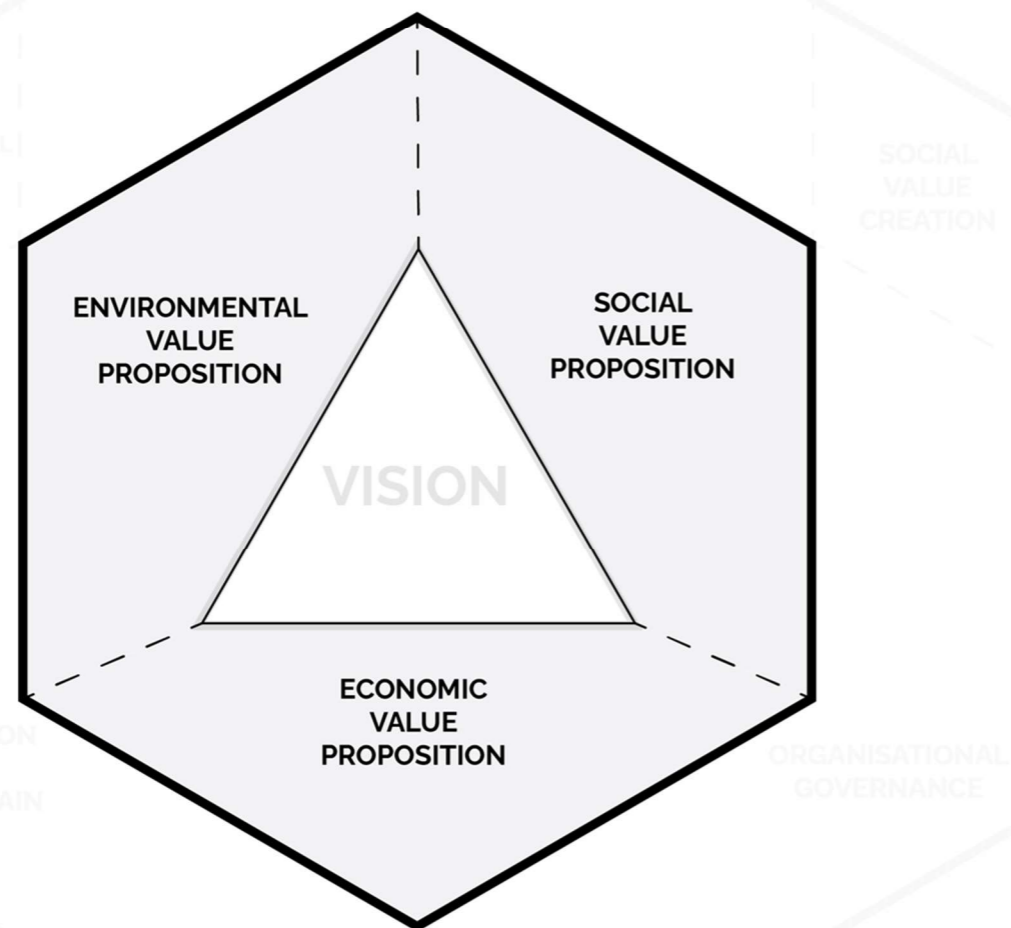 SOCIAL
VALUE
CREATION
ENVIRONMENTAL
VALUE
PROPOSITION
SOCIAL
VALUE
PROPOSITION
VISION
ECONOMIC
VALUE
PROPOSITION
ORGANISATIONAL
GOVERNANCE